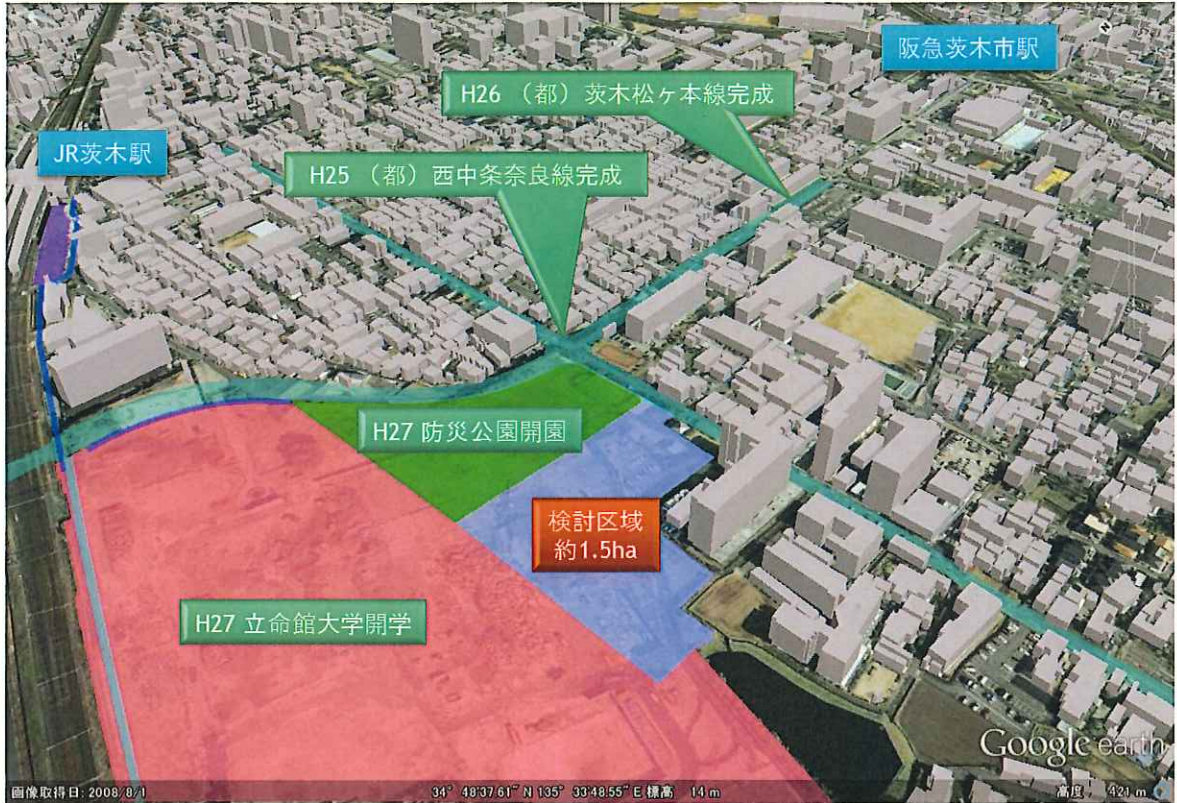 阪急茨木市駅
H26 （都）茨木松ヶ本線完成
JR茨木駅
H25 （都）西中条奈良線完成
H27 防災公園開園
検討区域
約1.5ha
H27 立命館大学開学
Google earth
画像取得日: 2008/8/1
34° 48'37.61" N 135° 33'48.55" E 標高 14 m
高度 421 m